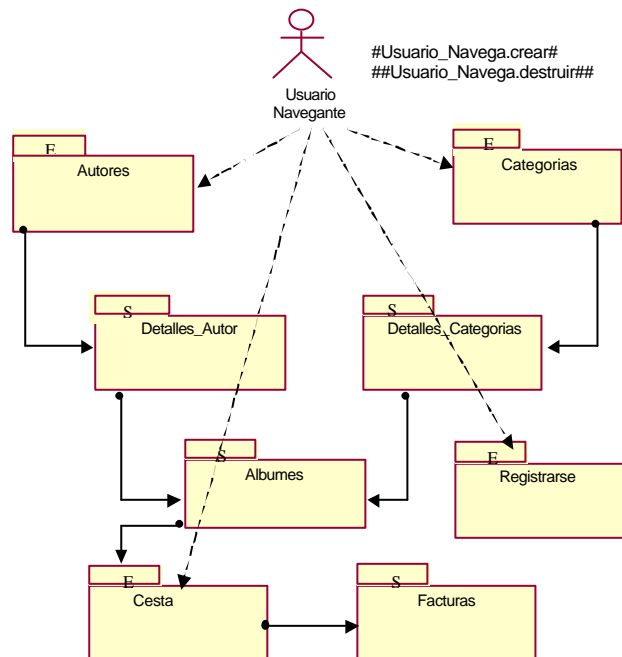 #Usuario_Navega.crear#
##Usuario_Navega.destruir##
Usuario
Navegante
E
Autores
E
Categorias
S
Detalles_Autor
S
Detalles_Categorias
S
Albumes
E
Registrarse
E
Cesta
S
Facturas